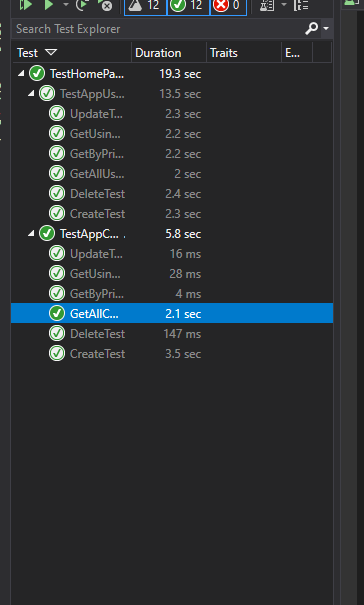 12 12 0
Search Test Explorer
Test Duration Traits E...
TestHomePa... 19.3 sec
TestAppUs... 13.5 sec
UpdateT... 2.3 sec
GetUsin... 2.2 sec
GetByPri... 2.2 sec
GetAllUs... 2 sec
DeleteTest 2.4 sec
CreateTest 2.3 sec
TestAppC... 5.8 sec
UpdateT... 16 ms
GetUsin... 28 ms
GetByPri... 4 ms
GetAllC... 2.1 sec
DeleteTest 147 ms
CreateTest 3.5 sec